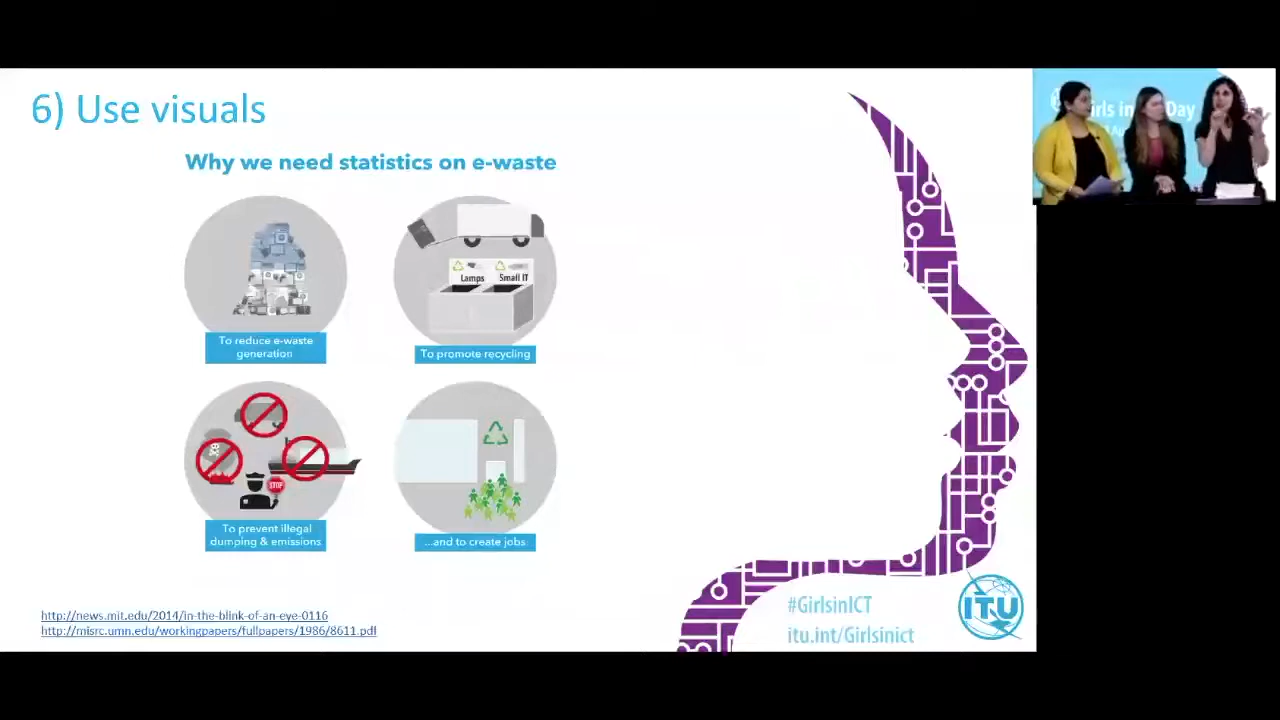 6) Use visuals
Why we need statistics on e-waste
Lamps
Small IT
To reduce e-waste
generation
To promote recycling
STOP
To prevent illegal
dumping & emissions
...and to create jobs
http://news.mit.edu/2014/in-the-blink-of-an-eye-0116
http://misrc.umn.edu/workingpapers/fullpapers/1986/8611.pdf
#GirlsinICT
itu.int/Girlsinict
ITU
Day